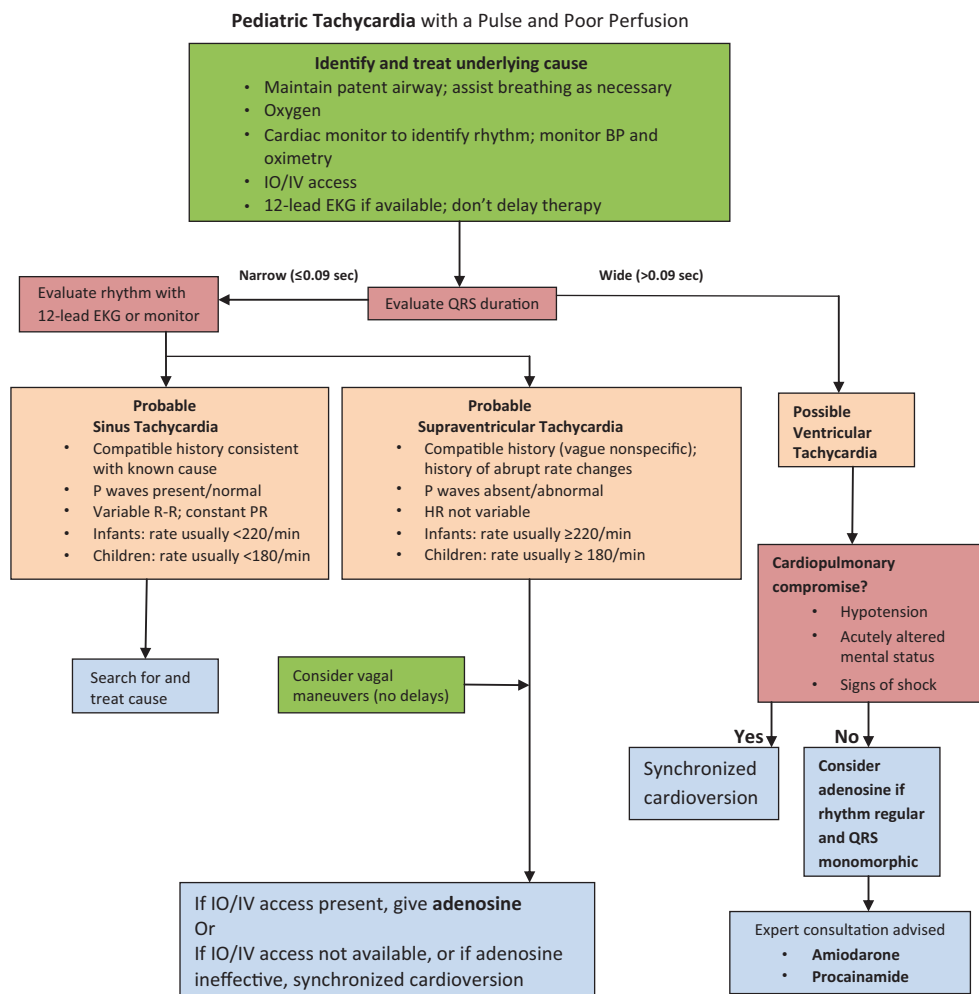 Pediatric Tachycardia with a Pulse and Poor Perfusion
Identify and treat underlying cause
• Maintain patent airway; assist breathing as necessary
• Oxygen
• Cardiac monitor to identify rhythm; monitor BP and
oximetry
• IO/IV access
• 12-lead EKG if available; don't delay therapy
Narrow (≤0.09 sec)
Wide (>0.09 sec)
Evaluate rhythm with
12-lead EKG or monitor
Evaluate QRS duration
Probable
Sinus Tachycardia
• Compatible history consistent
with known cause
• P waves present/normal
• Variable R-R; constant PR
• Infants: rate usually <220/min
• Children: rate usually <180/min
Probable
Supraventricular Tachycardia
• Compatible history (vague nonspecific);
history of abrupt rate changes
• P waves absent/abnormal
• HR not variable
• Infants: rate usually ≥220/min
• Children: rate usually ≥ 180/min
Possible
Ventricular
Tachycardia
Cardiopulmonary
compromise?
• Hypotension
• Acutely altered
mental status
• Signs of shock
Search for and
treat cause
Consider vagal
maneuvers (no delays)
Yes
No
Synchronized
cardioversion
Consider
adenosine if
rhythm regular
and QRS
monomorphic
If IO/IV access present, give adenosine
Or
If IO/IV access not available, or if adenosine
ineffective, synchronized cardioversion
Expert consultation advised
• Amiodarone
• Procainamide